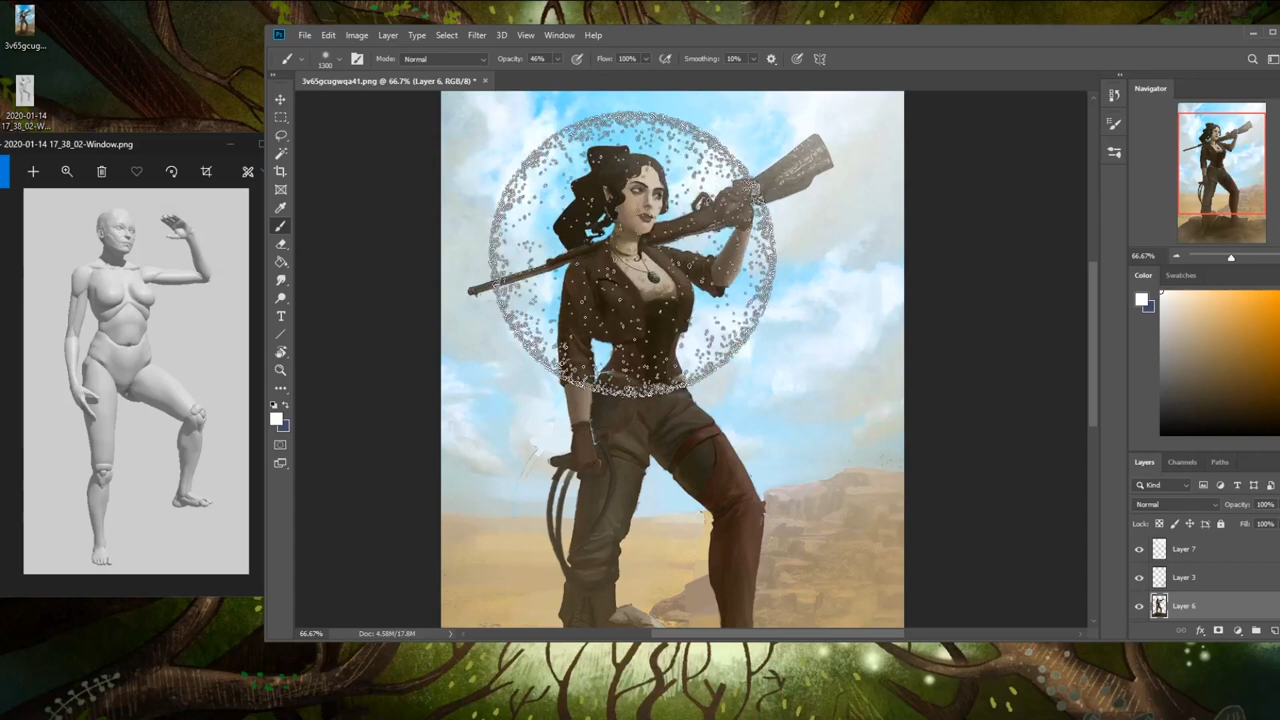 3v65gcug...
2020-01-14
17_38_02-W...
2020-01-14 17_38_02-Window.png
Ps File Edit Image Layer Type Select Filter 3D View Window Help
1300 Mode: Normal Opacity: 46% Flow: 100% Smoothing: 10%
3v65gcugwqa41.png @ 66.7% (Layer 6, RGB/8) * ×
Navigator
66.67%
Color Swatches
Layers Channels Paths
Kind
Normal Opacity: 100%
Lock: Fill: 100%
Layer 7
Layer 3
Layer 6
fx
66.67% Doc: 4.58M/17.8M